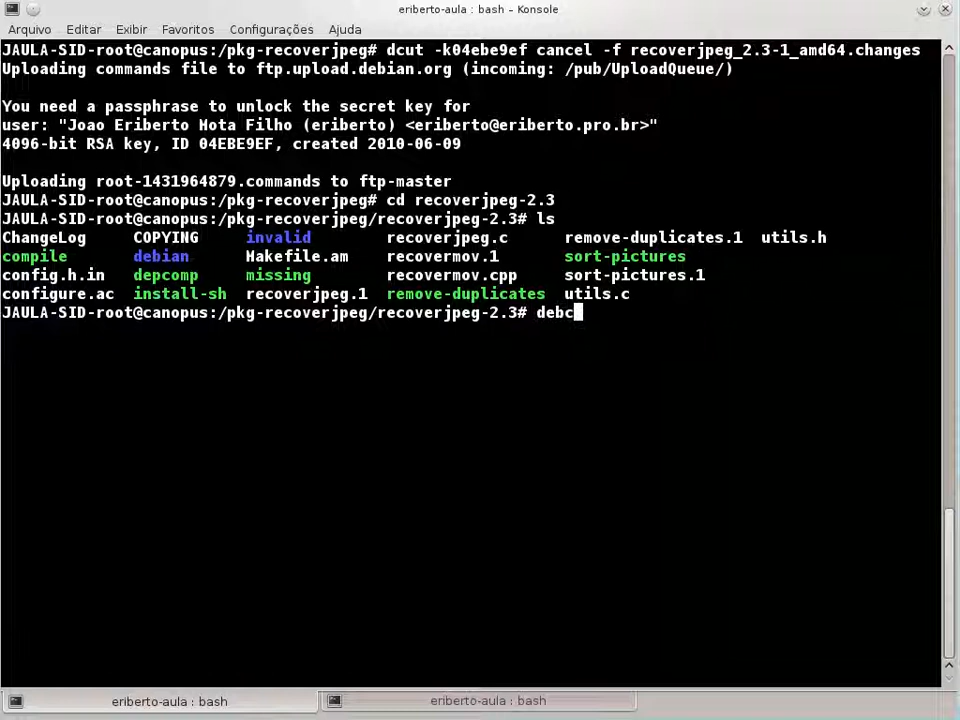 eriberto-aula : bash – Konsole
Arquivo Editar Exibir Favoritos Configurações Ajuda
JAULA-SID-root@canopus:/pkg-recoverjpeg# dcut -k04ebe9ef cancel -f recoverjpeg_2.3-1_amd64.changes
Uploading commands file to ftp.upload.debian.org (incoming: /pub/UploadQueue/)
You need a passphrase to unlock the secret key for
user: "Joao Eriberto Mota Filho (eriberto) <eriberto@eriberto.pro.br>"
4096-bit RSA key, ID 04EBE9EF, created 2010-06-09
Uploading root-1431964879.commands to ftp-master
JAULA-SID-root@canopus:/pkg-recoverjpeg# cd recoverjpeg-2.3
JAULA-SID-root@canopus:/pkg-recoverjpeg/recoverjpeg-2.3# ls
ChangeLog COPYING invalid recoverjpeg.c remove-duplicates.1 utils.h
compile debian Makefile.am recovermov.1 sort-pictures
config.h.in depcomp missing recovermov.cpp sort-pictures.1
configure.ac install-sh recoverjpeg.1 remove-duplicates utils.c
JAULA-SID-root@canopus:/pkg-recoverjpeg/recoverjpeg-2.3# debc
eriberto-aula : bash eriberto-aula : bash